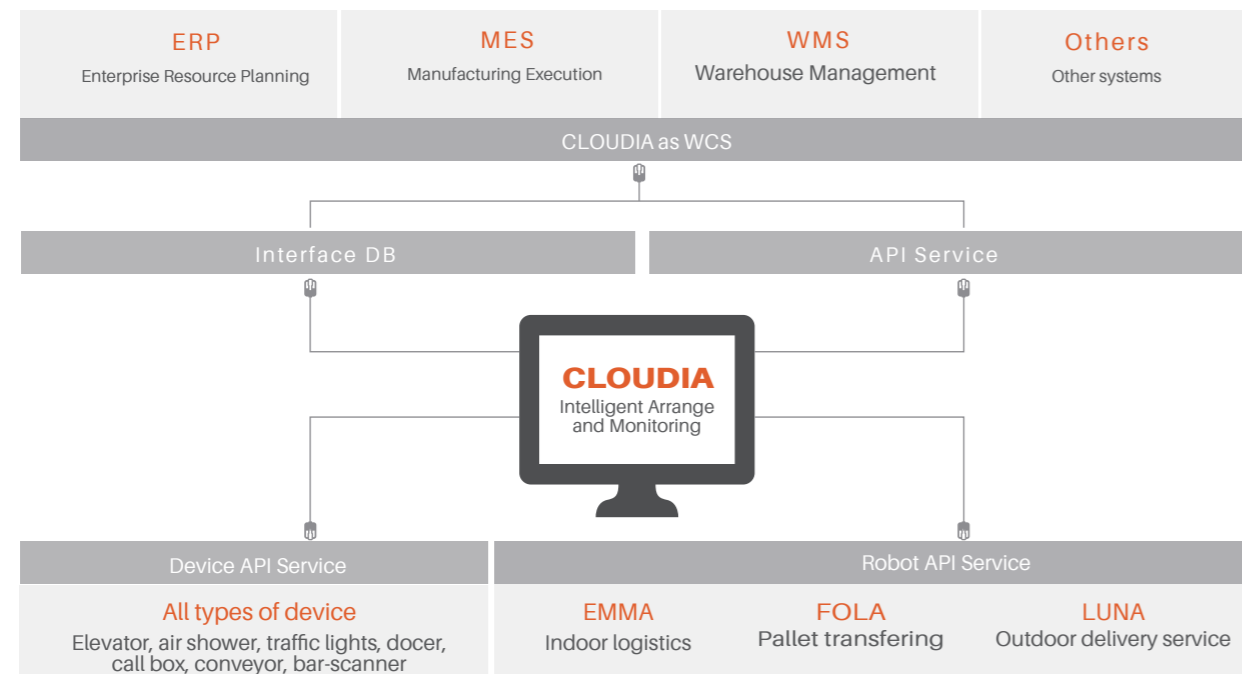 ERP
Enterprise Resource Planning
MES
Manufacturing Execution
WMS
Warehouse Management
Others
Other systems
CLOUDIA as WCS
Interface DB
API Service
CLOUDIA
Intelligent Arrange
and Monitoring
Device API Service
Robot API Service
All types of device
Elevator, air shower, traffic lights, docer,
call box, conveyor, bar-scanner
EMMA
Indoor logistics
FOLA
Pallet transfering
LUNA
Outdoor delivery service